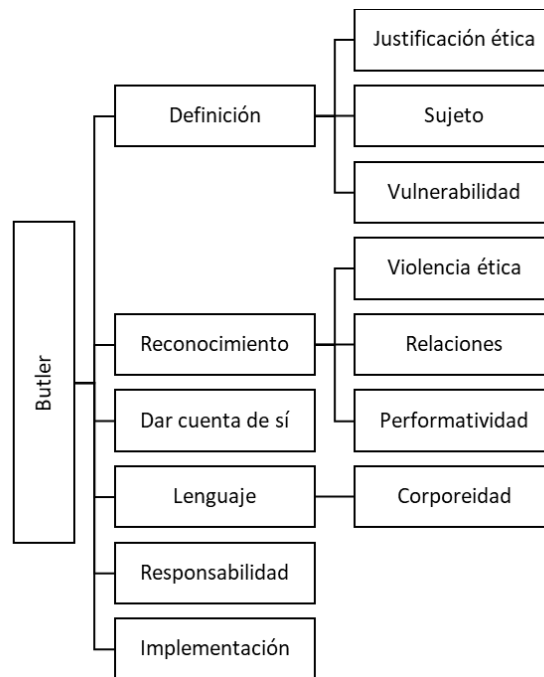 Butler
Definición
Justificación ética
Sujeto
Vulnerabilidad
Reconocimiento
Violencia ética
Relaciones
Performatividad
Dar cuenta de sí
Lenguaje
Corporeidad
Responsabilidad
Implementación